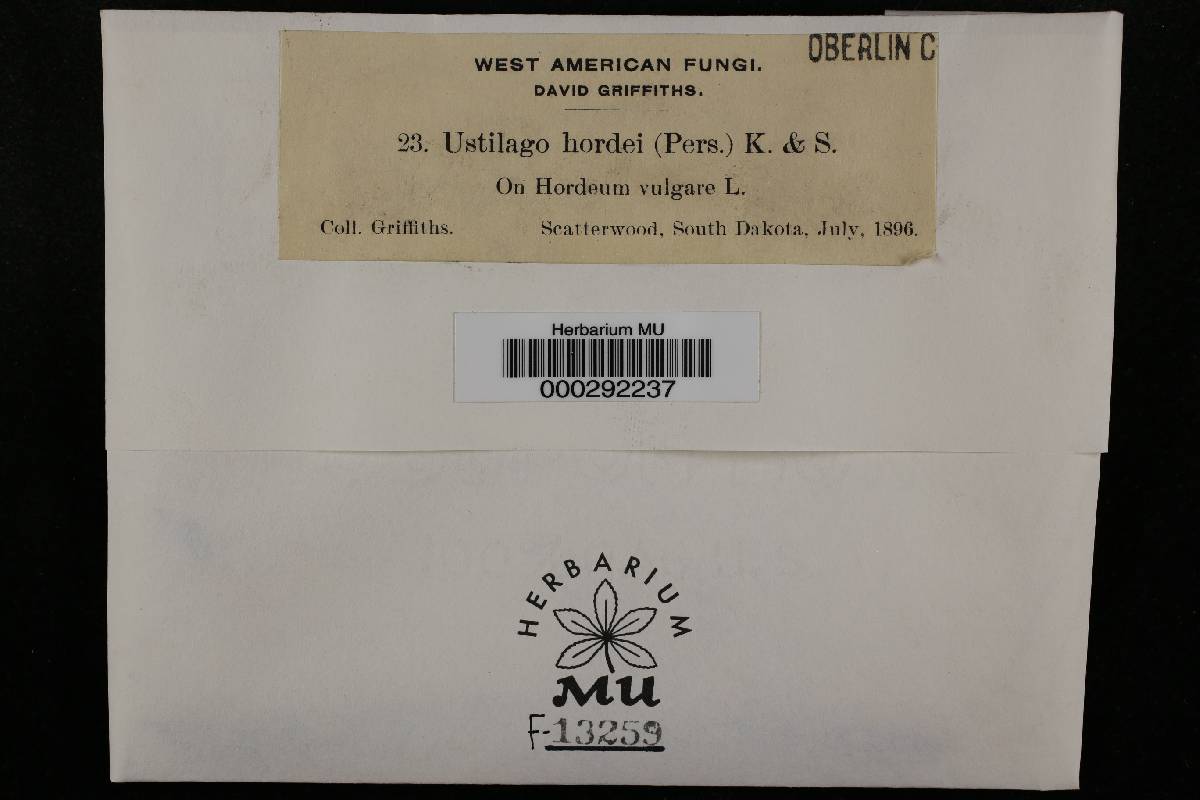 OBERLIN C
WEST AMERICAN FUNGI.
DAVID GRIFFITHS.
23. Ustilago hordei (Pers.) K. & S.
On Hordeum vulgare L.
Coll. Griffiths. Scatterwood, South Dakota, July, 1896.
Herbarium MU
000292237
HERBARIUM
MU
F-13259